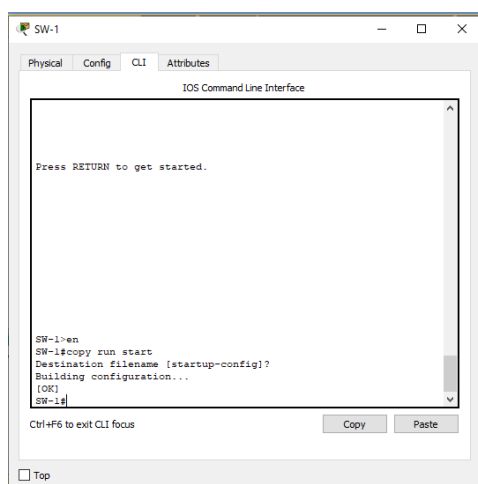 SW-1
Physical Config CLI Attributes
IOS Command Line Interface
Press RETURN to get started.
SW-1>en
SW-1#copy run start
Destination filename [startup-config]?
Building configuration...
[OK]
SW-1#
Ctrl+F6 to exit CLI focus
Copy Paste
Top